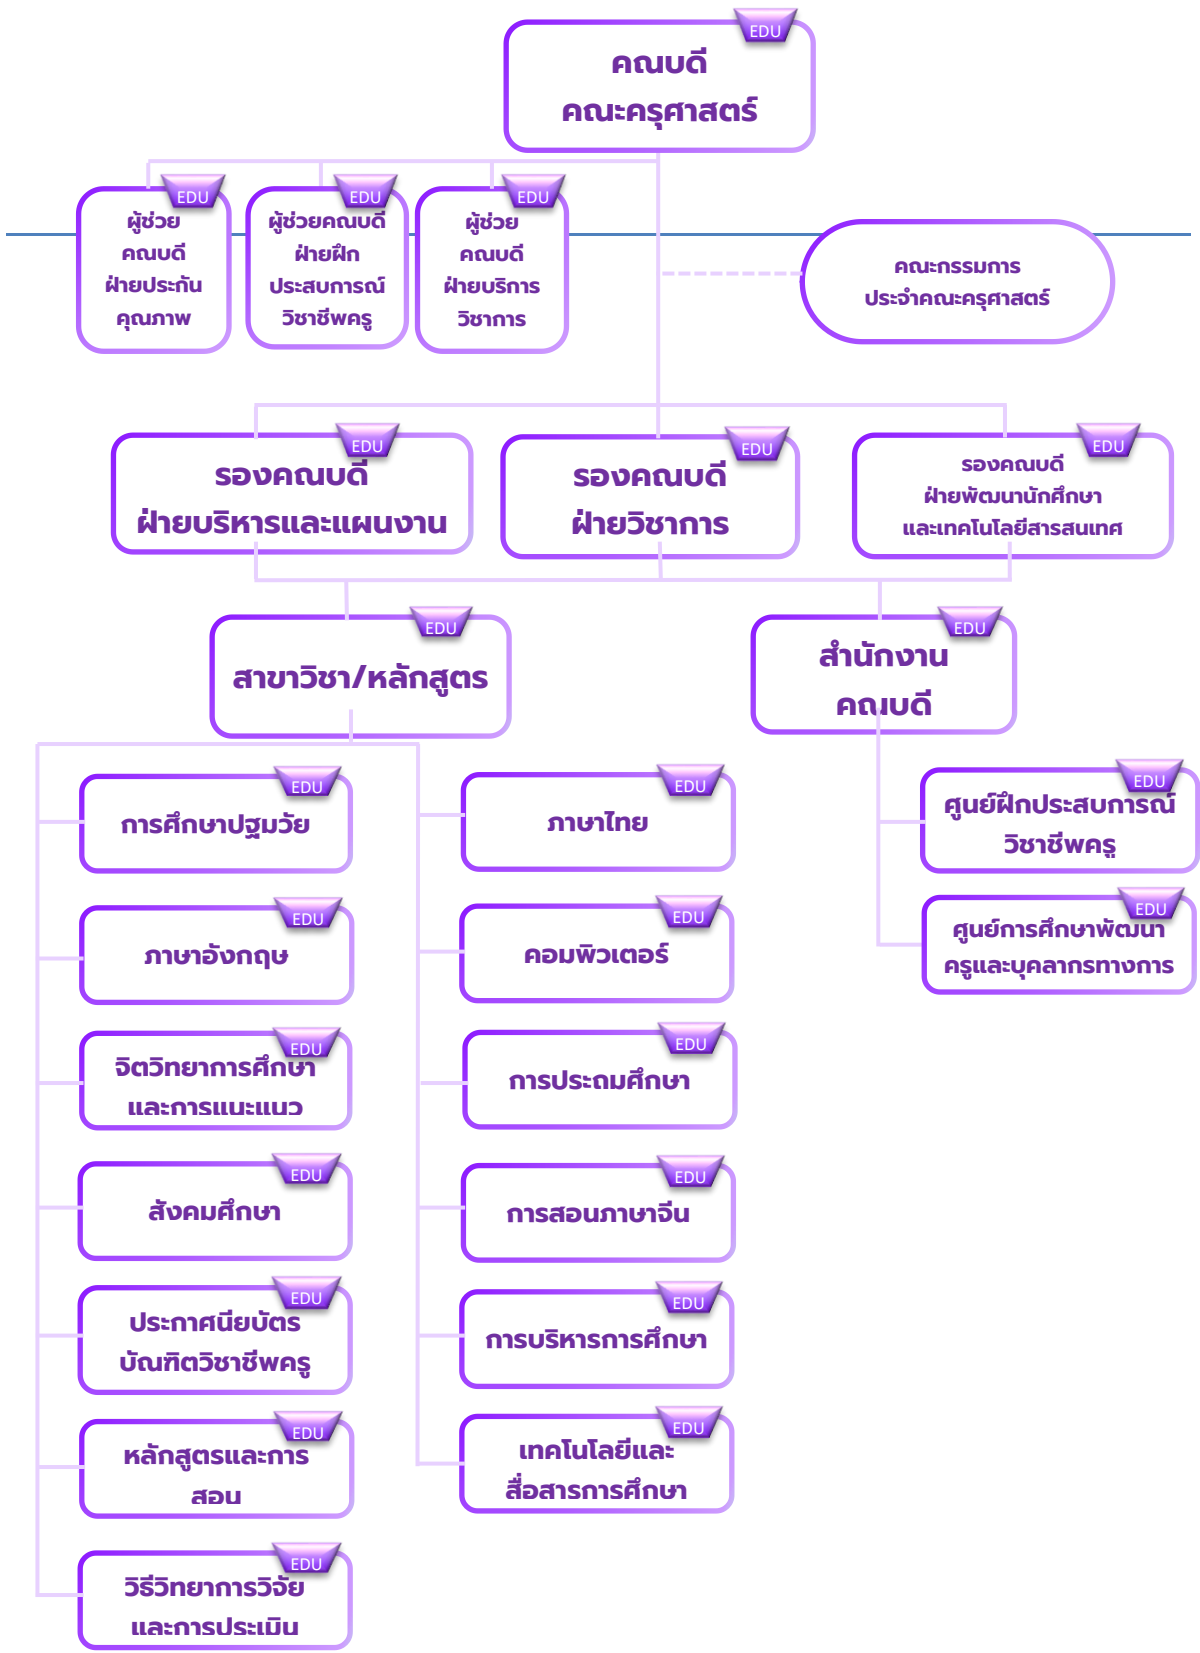 EDU
คณบดี
คณะครุศาสตร์
EDU
ผู้ช่วย
คณบดี
ฝ่ายประกัน
คุณภาพ
EDU
ผู้ช่วยคณบดี
ฝ่ายฝึก
ประสบการณ์
วิชาชีพครู
EDU
ผู้ช่วย
คณบดี
ฝ่ายบริการ
วิชาการ
คณะกรรมการ
ประจำคณะครุศาสตร์
EDU
รองคณบดี
ฝ่ายบริหารและแผนงาน
EDU
รองคณบดี
ฝ่ายวิชาการ
EDU
รองคณบดี
ฝ่ายพัฒนานักศึกษา
และเทคโนโลยีสารสนเทศ
EDU
สาขาวิชา/หลักสูตร
EDU
สำนักงาน
คณบดี
EDU
การศึกษาปฐมวัย
EDU
ภาษาอังกฤษ
EDU
จิตวิทยาการศึกษา
และการแนะแนว
EDU
สังคมศึกษา
EDU
ประกาศนียบัตร
บัณฑิตวิชาชีพครู
EDU
หลักสูตรและการ
สอน
EDU
วิธีวิทยาการวิจัย
และการประเมิน
EDU
ภาษาไทย
EDU
คอมพิวเตอร์
EDU
การประถมศึกษา
EDU
การสอนภาษาจีน
EDU
การบริหารการศึกษา
EDU
เทคโนโลยีและ
สื่อสารการศึกษา
EDU
ศูนย์ฝึกประสบการณ์
วิชาชีพครู
EDU
ศูนย์การศึกษาพัฒนา
ครูและบุคลากรทางการ